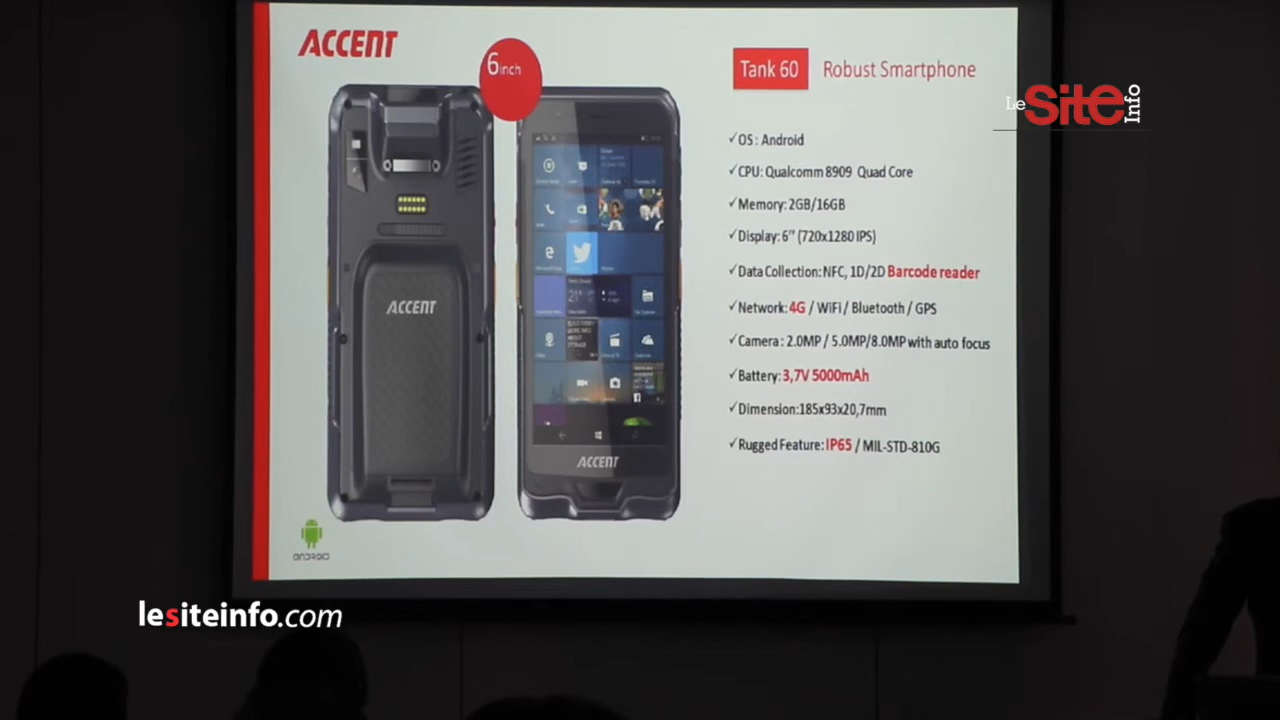 ACCENT
6inch
Tank 60
Robust Smartphone
Le Site Info
✓OS: Android
✓CPU: Qualcomm 8909 Quad Core
✓Memory: 2GB/16GB
✓Display: 6’’ (720x1280 IPS)
✓Data Collection: NFC, 1D/2D Barcode reader
✓Network: 4G / WiFi / Bluetooth / GPS
✓Camera: 2.0MP / 5.0MP/8.0MP with auto focus
✓Battery: 3,7V 5000mAh
✓Dimension:185x93x20,7mm
✓Rugged Feature: IP65 / MIL-STD-810G
ACCENT
21°
ACCENT
ANDROID
lesiteinfo.com